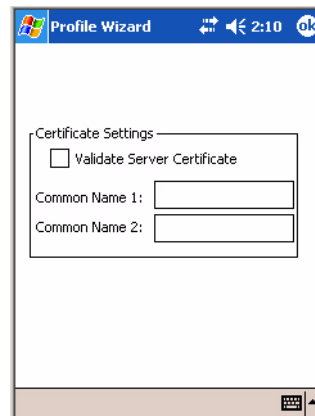 Profile Wizard 2:10 ok
Certificate Settings
Validate Server Certificate
Common Name 1:
Common Name 2: